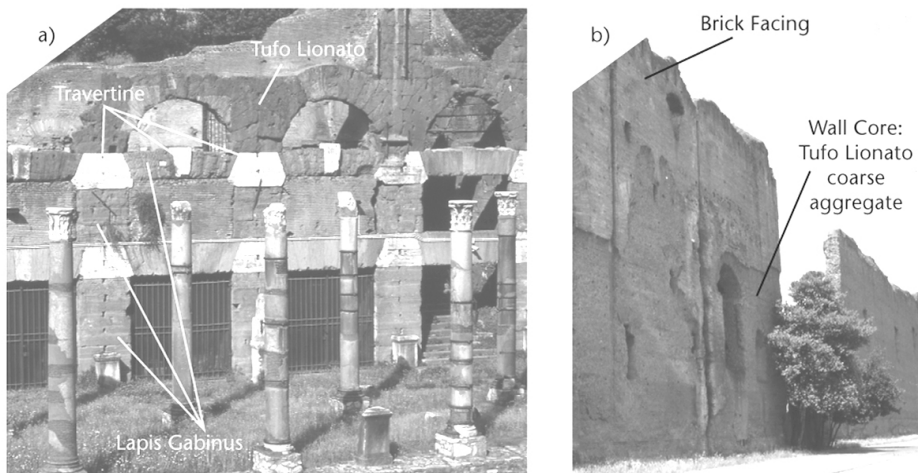 a)
Tufo Lionato
Travertine
Lapis Gabinus
b)
Brick Facing
Wall Core:
Tufo Lionato
coarse
aggregate